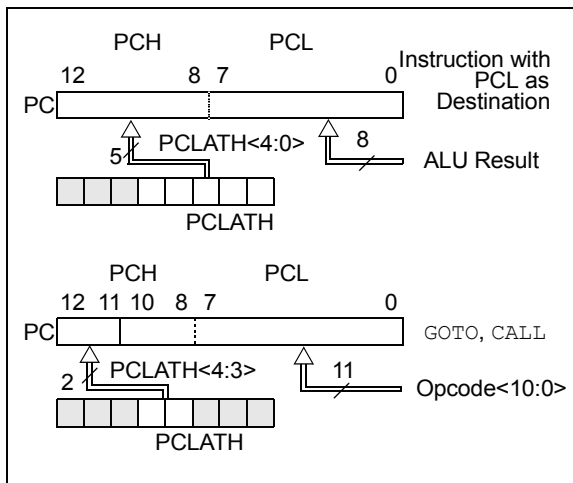 PCH PCL
12 8 7 0
Instruction with
PCL as
Destination
PC
5 PCLATH<4:0> 8
ALU Result
PCLATH
PCH PCL
12 11 10 8 7 0
PC
GOTO, CALL
2 PCLATH<4:3> 11
Opcode<10:0>
PCLATH